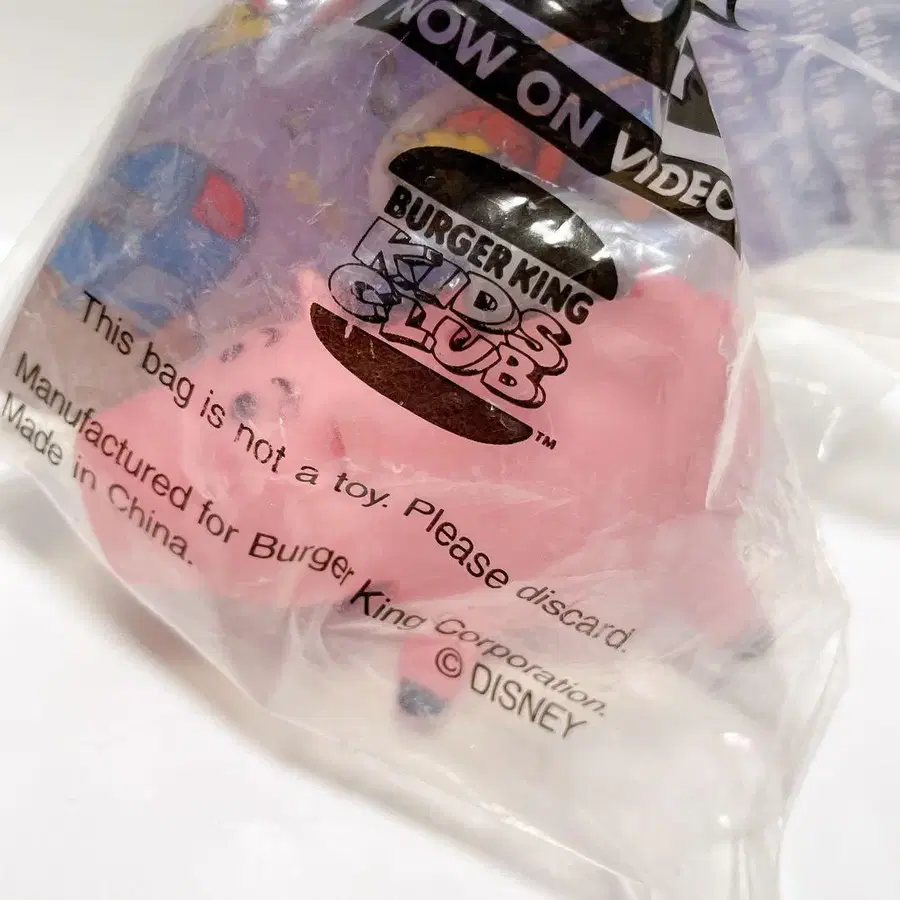 NOW ON VIDEO
BURGER KING
KIDS
CLUB
™
This bag is not a toy. Please discard.
Manufactured for Burger King Corporation.
Made in China.
© DISNEY